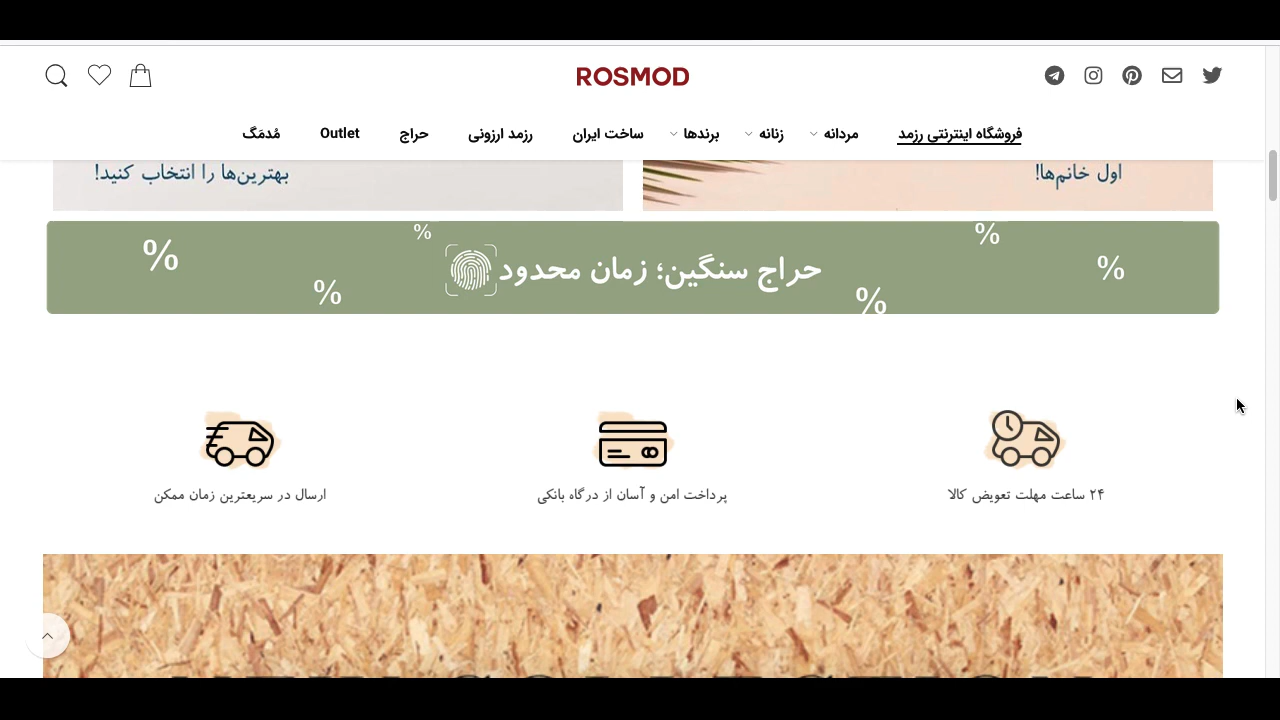 ROSMOD
فروشگاه اینترنتی رزمد مردانه زنانه برندها ساخت ایران رزمد ارزونی حراج Outlet مُدمَگ
اول خانم‌ها!
بهترین‌ها را انتخاب کنید!
% % % حراج سنگین؛ زمان محدود % % %
۲۴ ساعت مهلت تعویض کالا
پرداخت امن و آسان از درگاه بانکی
ارسال در سریعترین زمان ممکن